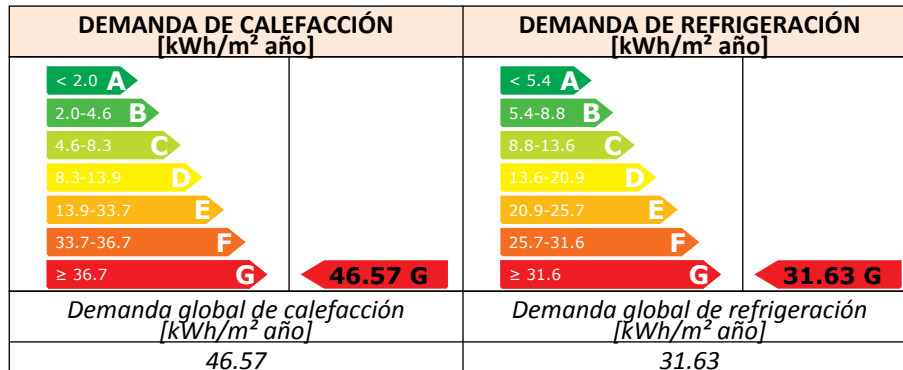 DEMANDA DE CALEFACCIÓN
[kWh/m² año]
DEMANDA DE REFRIGERACIÓN
[kWh/m² año]
< 2.0 A
2.0-4.6 B
4.6-8.3 C
8.3-13.9 D
13.9-33.7 E
33.7-36.7 F
≥ 36.7 G
46.57 G
< 5.4 A
5.4-8.8 B
8.8-13.6 C
13.6-20.9 D
20.9-25.7 E
25.7-31.6 F
≥ 31.6 G
31.63 G
Demanda global de calefacción
[kWh/m² año]
Demanda global de refrigeración
[kWh/m² año]
46.57
31.63